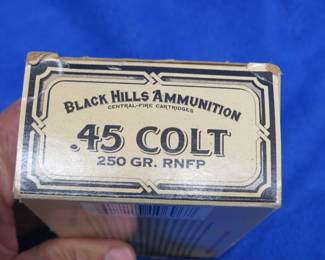 BLACK HILLS AMMUNITION
CENTRAL-FIRE CARTRIDGES
.45 COLT
250 GR. RNFP